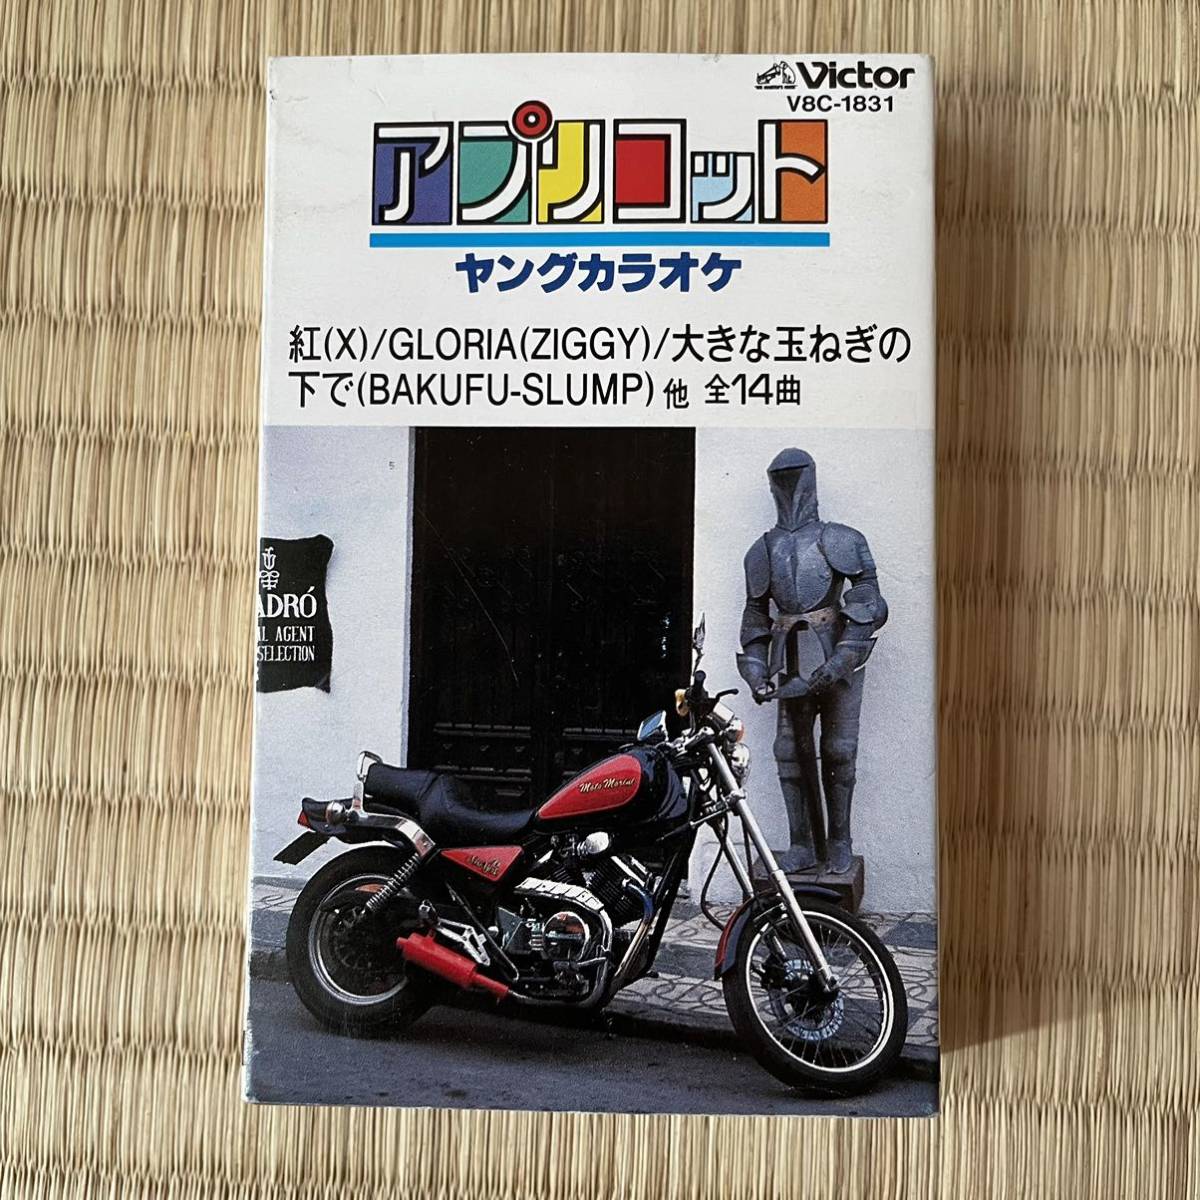 Victor
V8C-1831
アプリコット
ヤングカラオケ
紅(X)/GLORIA(ZIGGY)/大きな玉ねぎの
下で(BAKUFU-SLUMP) 他 全14曲
5
ADRÓ
AL AGENT
SELECTION
Moto Morini